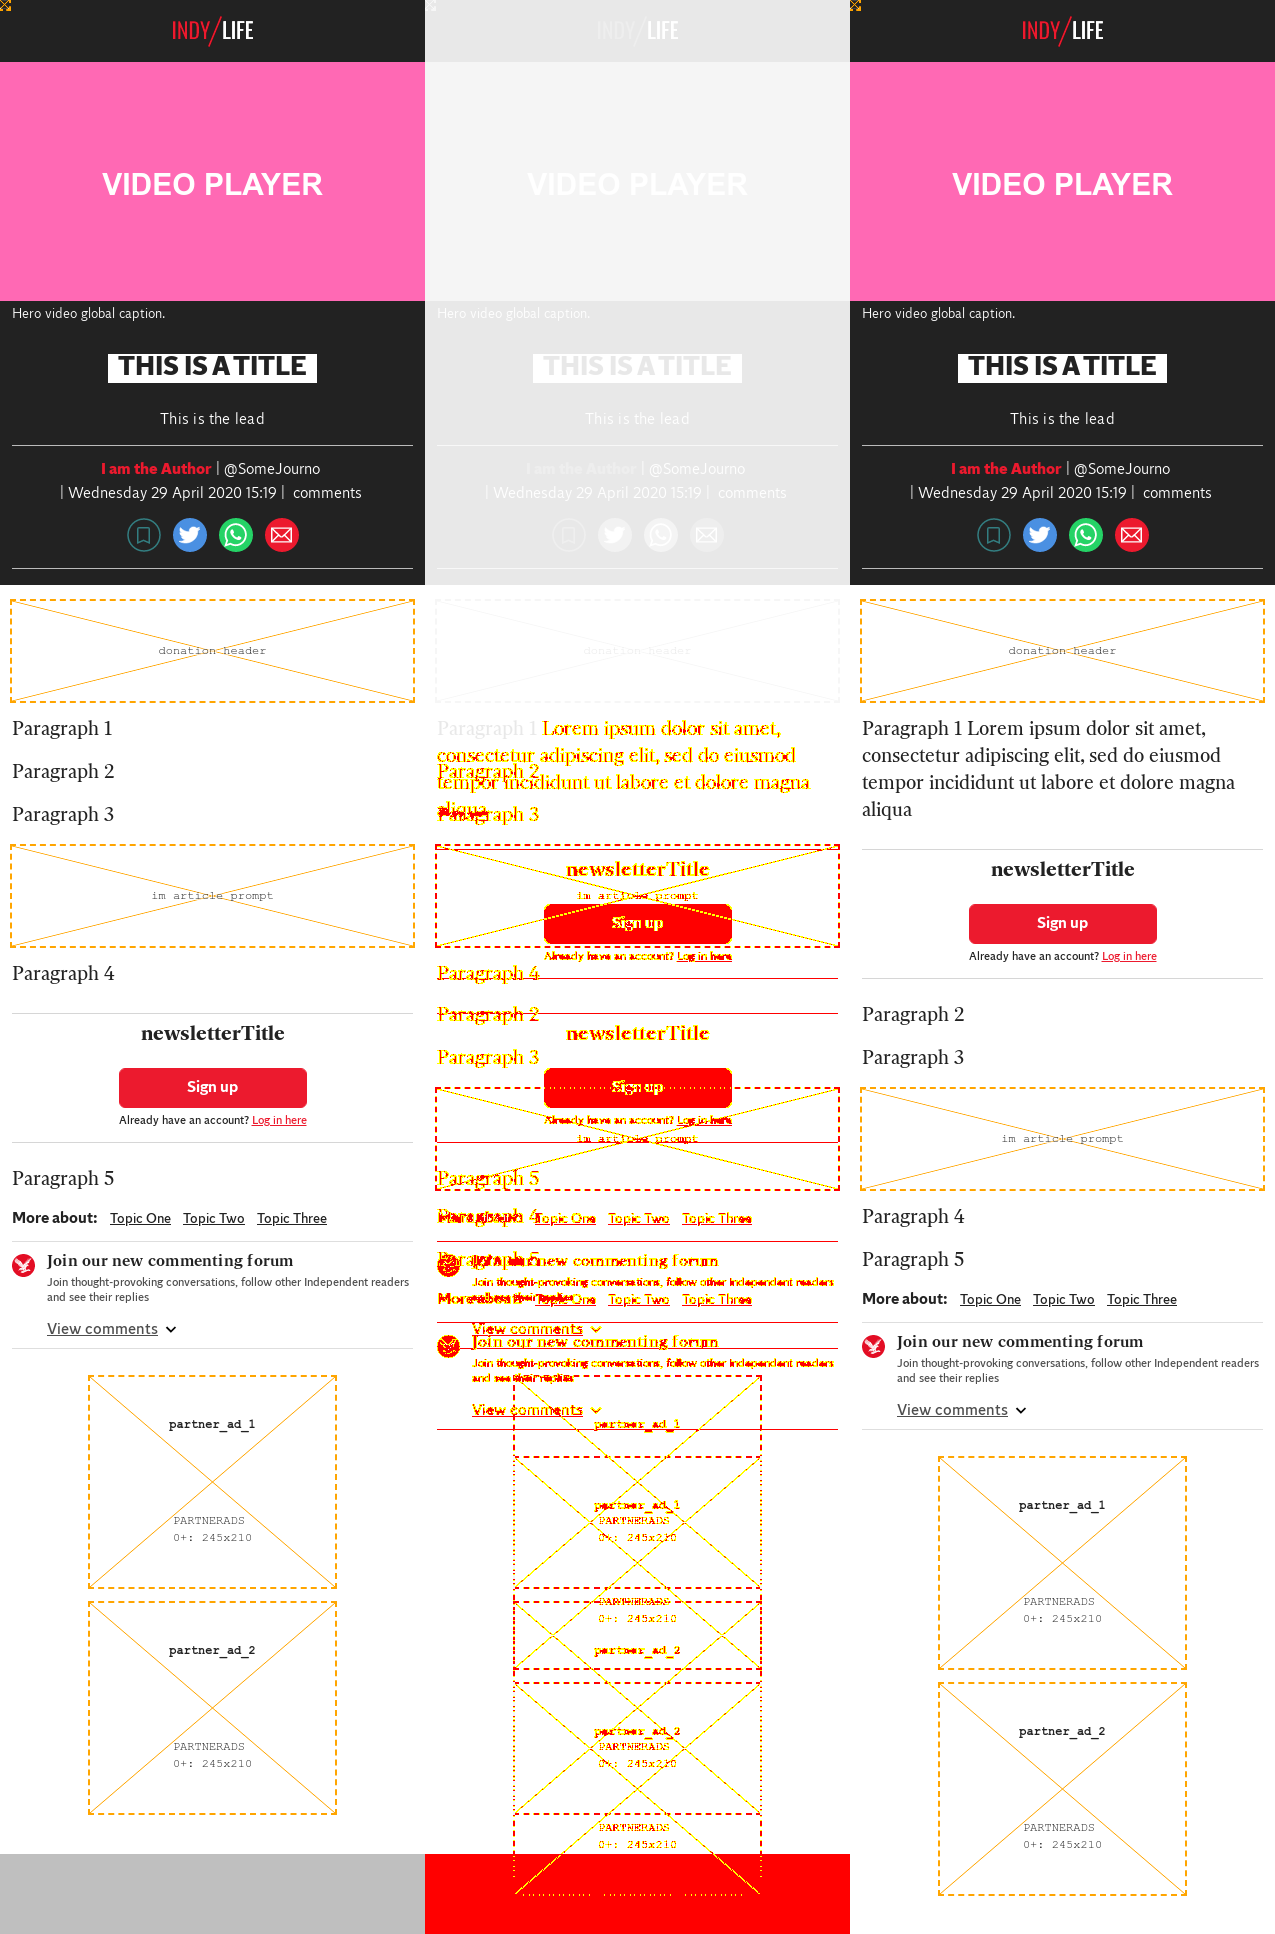 INDY/LIFE
VIDEO PLAYER
Hero video global caption.
THIS IS A TITLE
This is the lead
I am the Author | @SomeJourno
| Wednesday 29 April 2020 15:19 | comments
donation header
Paragraph 1
Paragraph 2
Paragraph 3
im article prompt
Paragraph 4
newsletterTitle
Sign up
Already have an account? Log in here
Paragraph 5
More about: Topic One Topic Two Topic Three
Join our new commenting forum
Join thought-provoking conversations, follow other Independent readers
and see their replies
View comments
partner_ad_1
PARTNERADS
0+: 245x210
partner_ad_2
PARTNERADS
0+: 245x210
INDY/LIFE
VIDEO PLAYER
Hero video global caption.
THIS IS A TITLE
This is the lead
I am the Author | @SomeJourno
| Wednesday 29 April 2020 15:19 | comments
donation header
Paragraph 1 Lorem ipsum dolor sit amet,
consectetur adipiscing elit, sed do eiusmod
Paragraph 2
tempor incididunt ut labore et dolore magna
aliqua
Paragraph 3
newsletterTitle
im article prompt
Sign up
Already have an account? Log in here
Paragraph 4
Paragraph 2
newsletterTitle
Paragraph 3
Sign up
Already have an account? Log in here
im article prompt
Paragraph 5
Paragraph 4
Topic One Topic Two Topic Three
Paragraph 5
Join our new commenting forum
Join thought-provoking conversations, follow other Independent readers
More about: Topic One Topic Two Topic Three
View comments
Join our new commenting forum
Join thought-provoking conversations, follow other Independent readers
and see their replies
View comments
partner_ad_1
partner_ad_1
PARTNERADS
0+: 245x210
PARTNERADS
0+: 245x210
partner_ad_2
partner_ad_2
PARTNERADS
0+: 245x210
PARTNERADS
0+: 245x210
INDY/LIFE
VIDEO PLAYER
Hero video global caption.
THIS IS A TITLE
This is the lead
I am the Author | @SomeJourno
| Wednesday 29 April 2020 15:19 | comments
donation header
Paragraph 1 Lorem ipsum dolor sit amet,
consectetur adipiscing elit, sed do eiusmod
tempor incididunt ut labore et dolore magna
aliqua
newsletterTitle
Sign up
Already have an account? Log in here
Paragraph 2
Paragraph 3
im article prompt
Paragraph 4
Paragraph 5
More about: Topic One Topic Two Topic Three
Join our new commenting forum
Join thought-provoking conversations, follow other Independent readers
and see their replies
View comments
partner_ad_1
PARTNERADS
0+: 245x210
partner_ad_2
PARTNERADS
0+: 245x210